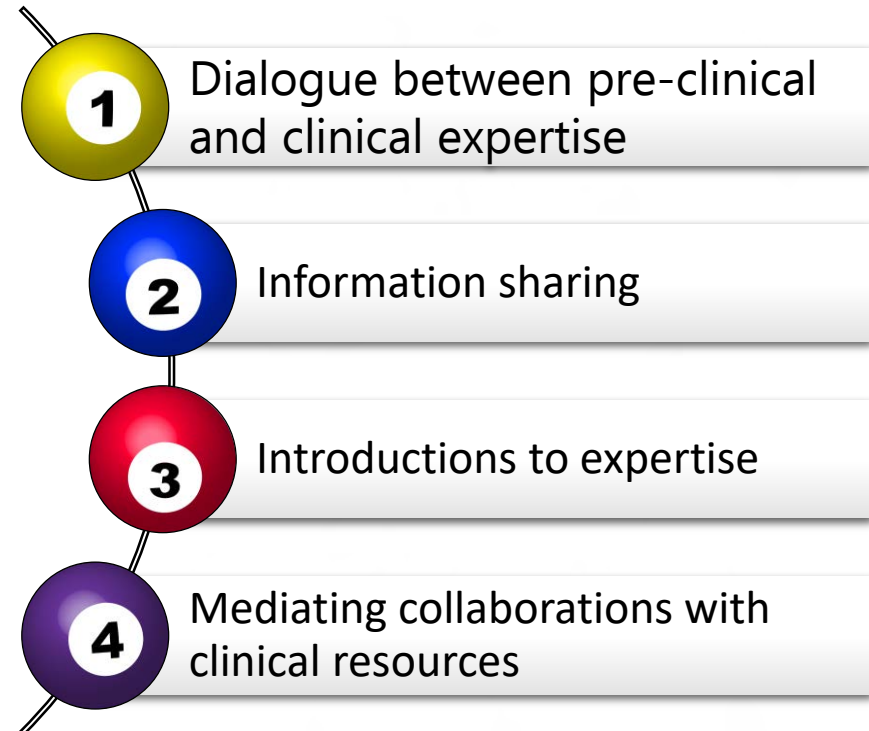 1
Dialogue between pre-clinical
and clinical expertise
2
Information sharing
3
Introductions to expertise
4
Mediating collaborations with
clinical resources